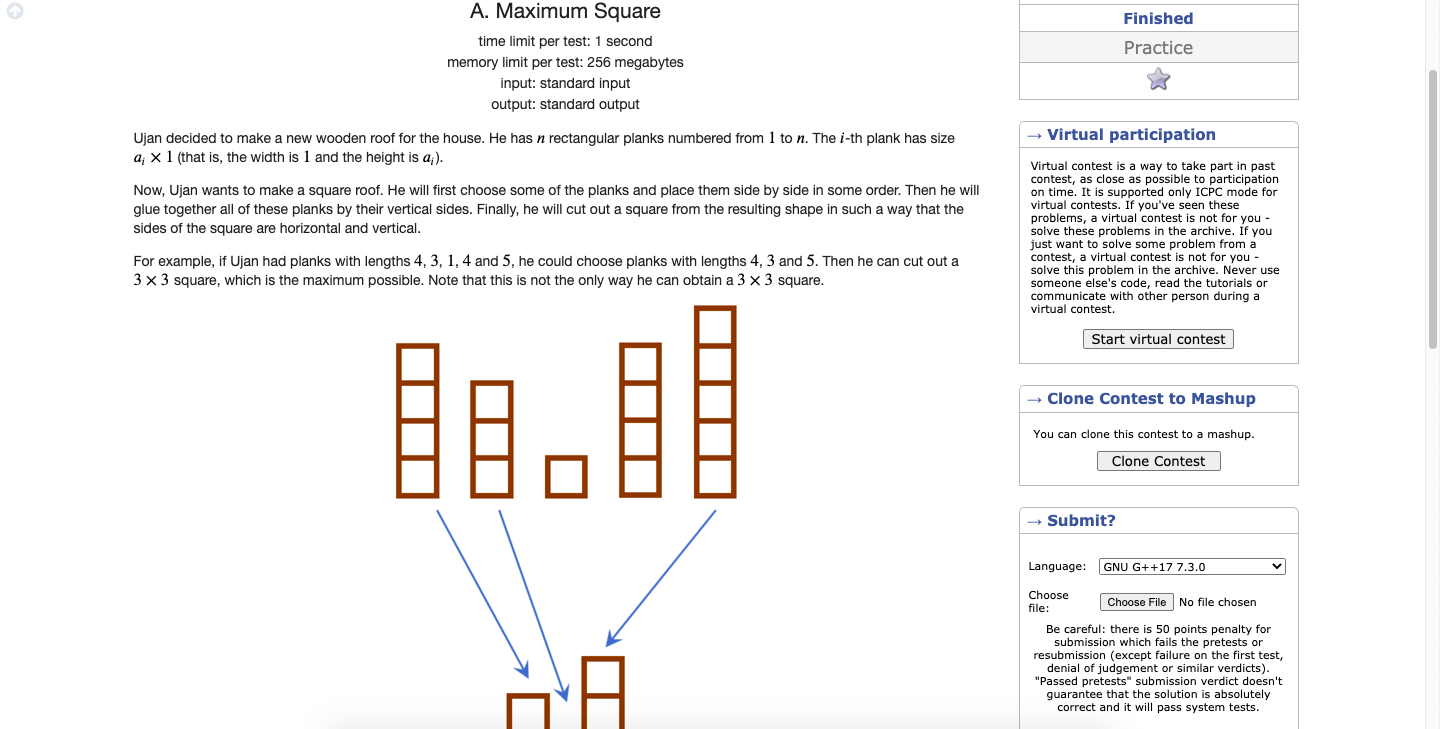 A. Maximum Square
time limit per test: 1 second
memory limit per test: 256 megabytes
input: standard input
output: standard output
Ujan decided to make a new wooden roof for the house. He has n rectangular planks numbered from 1 to n. The i-th plank has size
aᵢ × 1 (that is, the width is 1 and the height is aᵢ).
Now, Ujan wants to make a square roof. He will first choose some of the planks and place them side by side in some order. Then he will
glue together all of these planks by their vertical sides. Finally, he will cut out a square from the resulting shape in such a way that the
sides of the square are horizontal and vertical.
For example, if Ujan had planks with lengths 4, 3, 1, 4 and 5, he could choose planks with lengths 4, 3 and 5. Then he can cut out a
3 × 3 square, which is the maximum possible. Note that this is not the only way he can obtain a 3 × 3 square.
Finished
Practice
→ Virtual participation
Virtual contest is a way to take part in past
contest, as close as possible to participation
on time. It is supported only ICPC mode for
virtual contests. If you've seen these
problems, a virtual contest is not for you -
solve these problems in the archive. If you
just want to solve some problem from a
contest, a virtual contest is not for you -
solve this problem in the archive. Never use
someone else's code, read the tutorials or
communicate with other person during a
virtual contest.
Start virtual contest
→ Clone Contest to Mashup
You can clone this contest to a mashup.
Clone Contest
→ Submit?
Language: GNU G++17 7.3.0
Choose
file: Choose File No file chosen
Be careful: there is 50 points penalty for
submission which fails the pretests or
resubmission (except failure on the first test,
denial of judgement or similar verdicts).
"Passed pretests" submission verdict doesn't
guarantee that the solution is absolutely
correct and it will pass system tests.